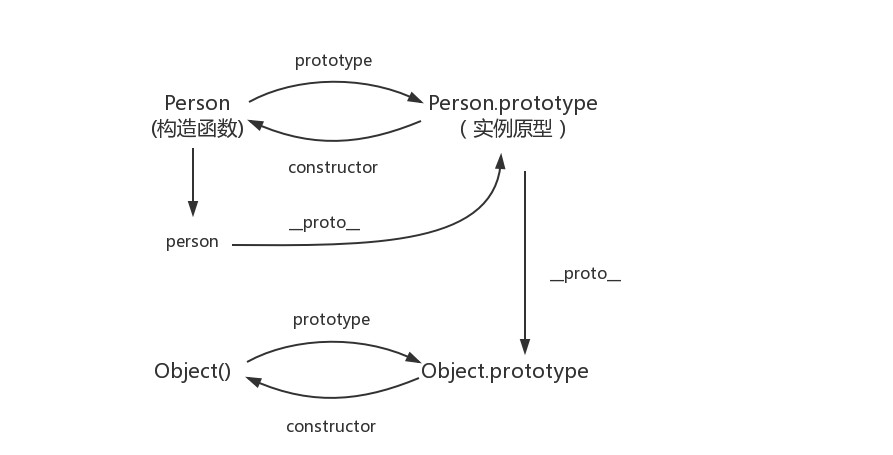 prototype
Person
Person.prototype
(构造函数)
( 实例原型 )
constructor
__proto__
person
__proto__
prototype
Object()
Object.prototype
constructor